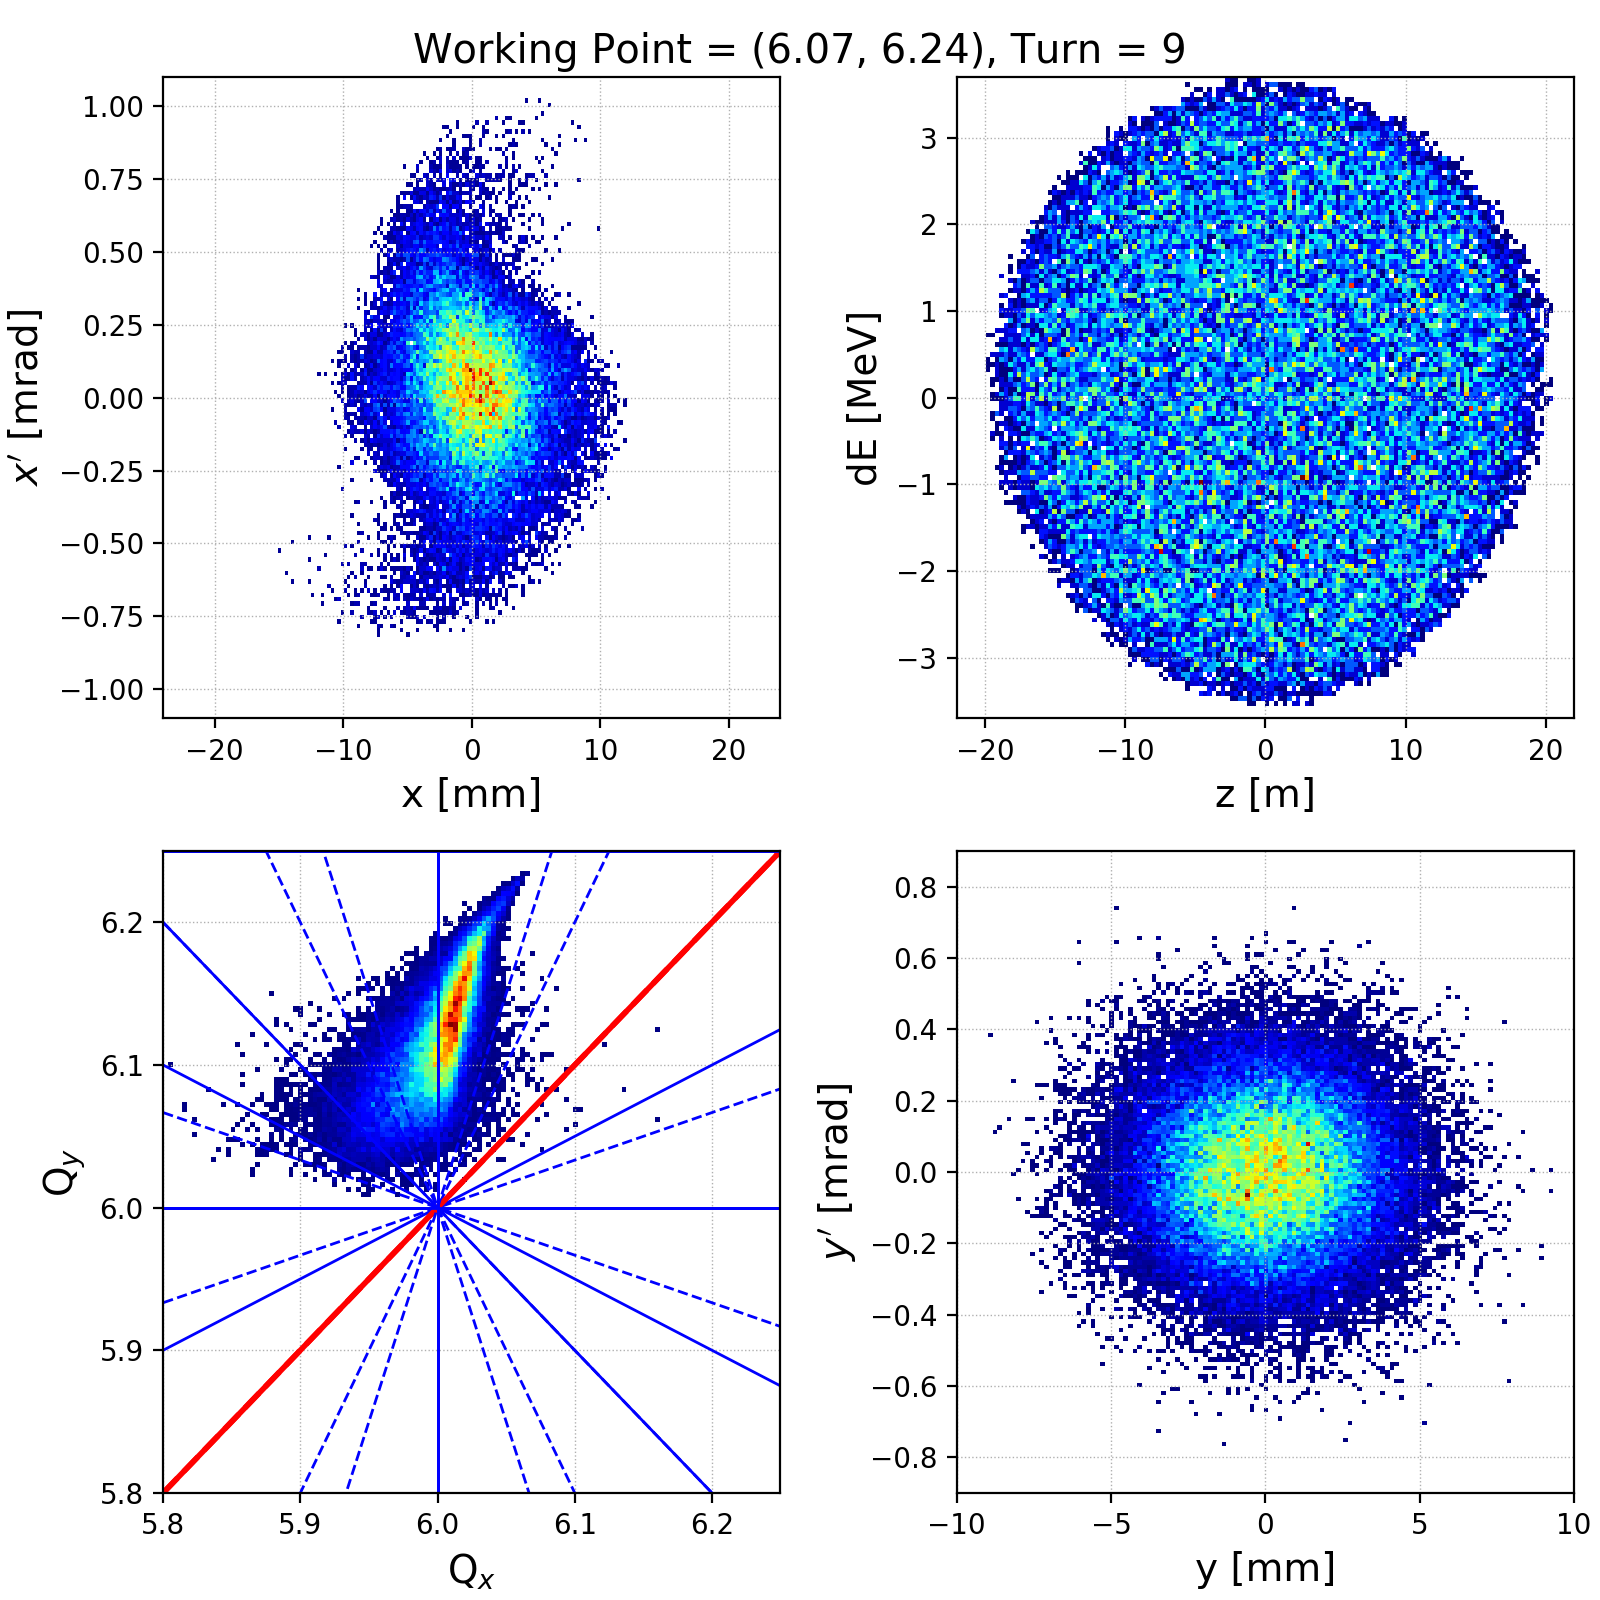 Working Point = (6.07, 6.24), Turn = 9
1.00
0.75
0.50
0.25
0.00
−0.25
−0.50
−0.75
−1.00
x′ [mrad]
−20 −10 0 10 20
x [mm]
3
2
1
0
−1
−2
−3
dE [MeV]
−20 −10 0 10 20
z [m]
6.2
6.1
6.0
5.9
5.8
Qy
5.8 5.9 6.0 6.1 6.2
Qx
0.8
0.6
0.4
0.2
0.0
−0.2
−0.4
−0.6
−0.8
y′ [mrad]
−10 −5 0 5 10
y [mm]